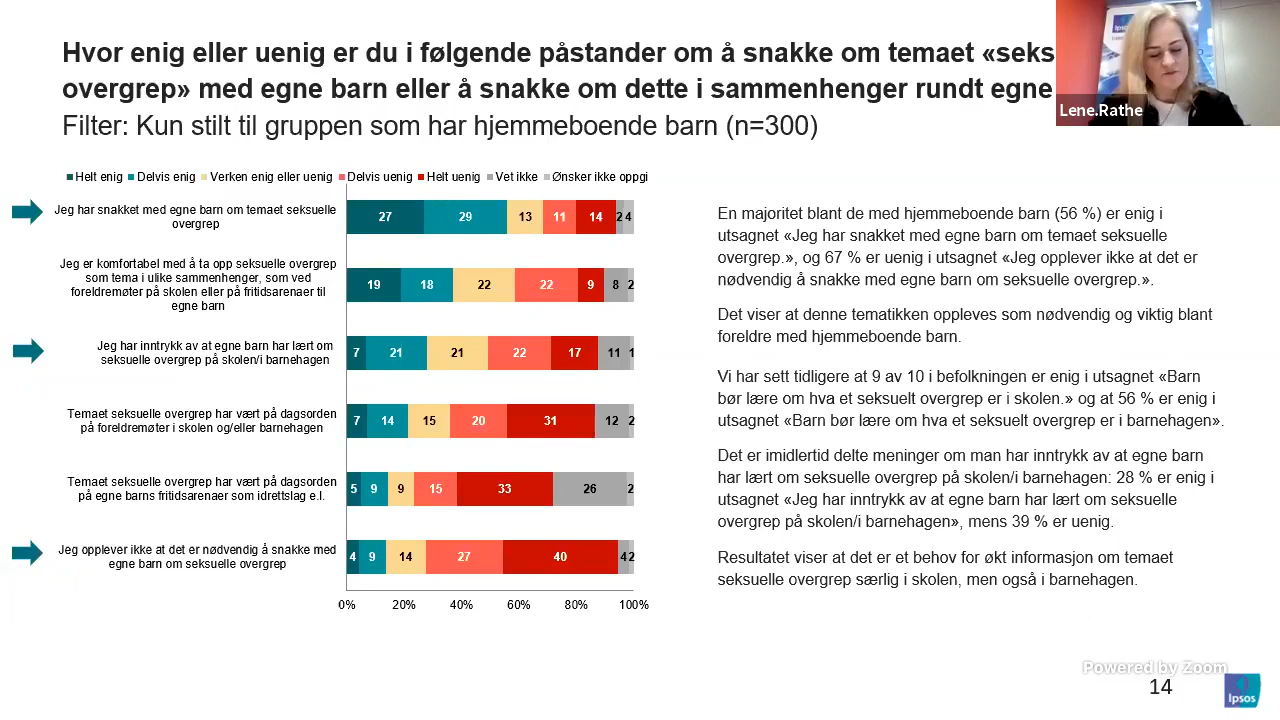 Hvor enig eller uenig er du i følgende påstander om å snakke om temaet «seks
overgrep» med egne barn eller å snakke om dette i sammenhenger rundt egne
Filter: Kun stilt til gruppen som har hjemmeboende barn (n=300)
Ipsos
Lene.Rathe
Helt enig Delvis enig Verken enig eller uenig Delvis uenig Helt uenig Vet ikke Ønsker ikke oppgi
Jeg har snakket med egne barn om temaet seksuelle
overgrep
27 29 13 11 14 2 4
Jeg er komfortabel med å ta opp seksuelle overgrep
som tema i ulike sammenhenger, som ved
foreldremøter på skolen eller på fritidsarenaer til
egne barn
19 18 22 22 9 8 2
Jeg har inntrykk av at egne barn har lært om
seksuelle overgrep på skolen/i barnehagen
7 21 21 22 17 11 1
Temaet seksuelle overgrep har vært på dagsorden
på foreldremøter i skolen og/eller barnehagen
7 14 15 20 31 12 2
Temaet seksuelle overgrep har vært på dagsorden
på egne barns fritidsarenaer som idrettslag e.l.
5 9 9 15 33 26 2
Jeg opplever ikke at det er nødvendig å snakke med
egne barn om seksuelle overgrep
4 9 14 27 40 4 2
0% 20% 40% 60% 80% 100%
En majoritet blant de med hjemmeboende barn (56 %) er enig i
utsagnet «Jeg har snakket med egne barn om temaet seksuelle
overgrep.», og 67 % er uenig i utsagnet «Jeg opplever ikke at det er
nødvendig å snakke med egne barn om seksuelle overgrep.».
Det viser at denne tematikken oppleves som nødvendig og viktig blant
foreldre med hjemmeboende barn.
Vi har sett tidligere at 9 av 10 i befolkningen er enig i utsagnet «Barn
bør lære om hva et seksuelt overgrep er i skolen.» og at 56 % er enig i
utsagnet «Barn bør lære om hva et seksuelt overgrep er i barnehagen».
Det er imidlertid delte meninger om man har inntrykk av at egne barn
har lært om seksuelle overgrep på skolen/i barnehagen: 28 % er enig i
utsagnet «Jeg har inntrykk av at egne barn har lært om seksuelle
overgrep på skolen/i barnehagen», mens 39 % er uenig.
Resultatet viser at det er et behov for økt informasjon om temaet
seksuelle overgrep særlig i skolen, men også i barnehagen.
Powered by Zoom
14
Ipsos